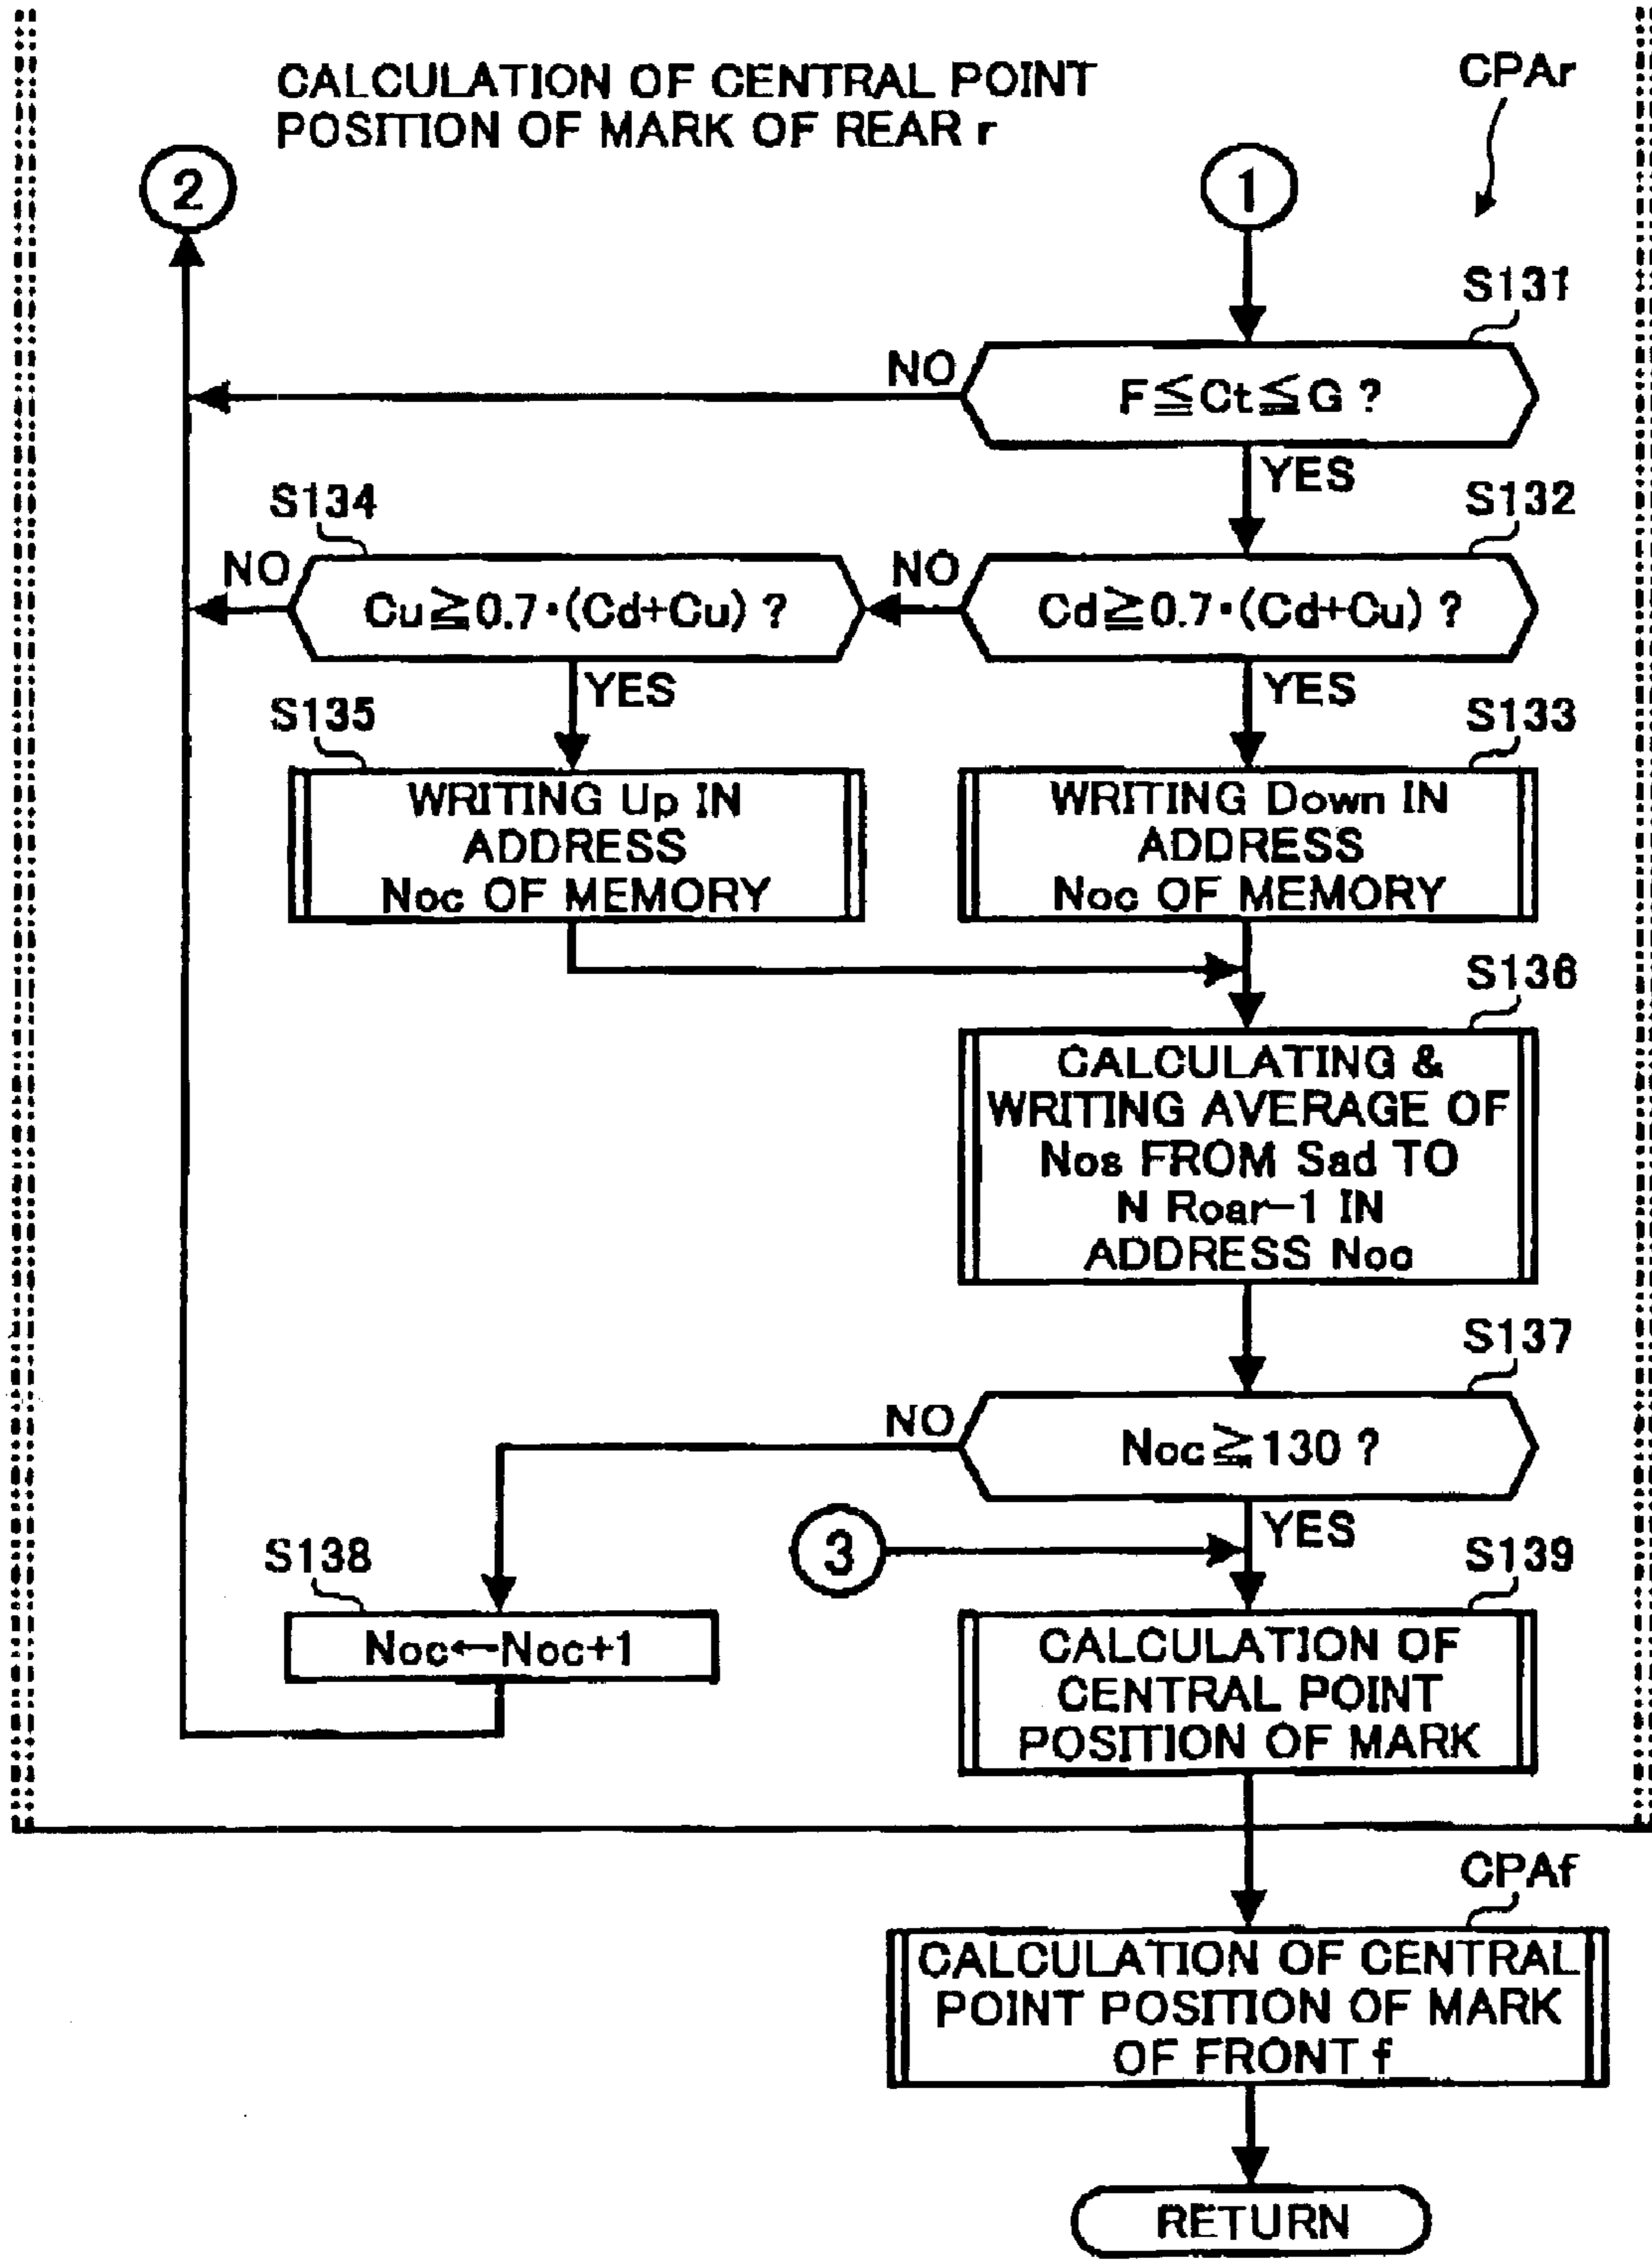 CALCULATION OF CENTRAL POINT
POSITION OF MARK OF REAR r
CPAr
2
1
S131
F≦Ct≦G ?
NO
YES
S134
S132
Cu≧0.7·(Cd+Cu) ?
NO
Cd≧0.7·(Cd+Cu) ?
NO
YES
YES
S135
S133
WRITING Up IN
ADDRESS
Noc OF MEMORY
WRITING Down IN
ADDRESS
Noc OF MEMORY
S136
CALCULATING &
WRITING AVERAGE OF
Nos FROM Sad TO
N Roar-1 IN
ADDRESS Noc
S137
NO
Noc≧130 ?
YES
3
S138
S139
Noc←Noc+1
CALCULATION OF
CENTRAL POINT
POSITION OF MARK
CPAf
CALCULATION OF CENTRAL
POINT POSITION OF MARK
OF FRONT f
RETURN